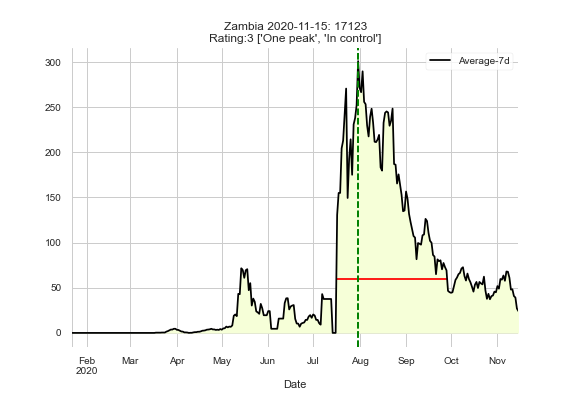 Zambia 2020-11-15: 17123
Rating:3 ['One peak', 'In control']
Average-7d
300
250
200
150
100
50
0
Feb Mar Apr May Jun Jul Aug Sep Oct Nov
2020
Date